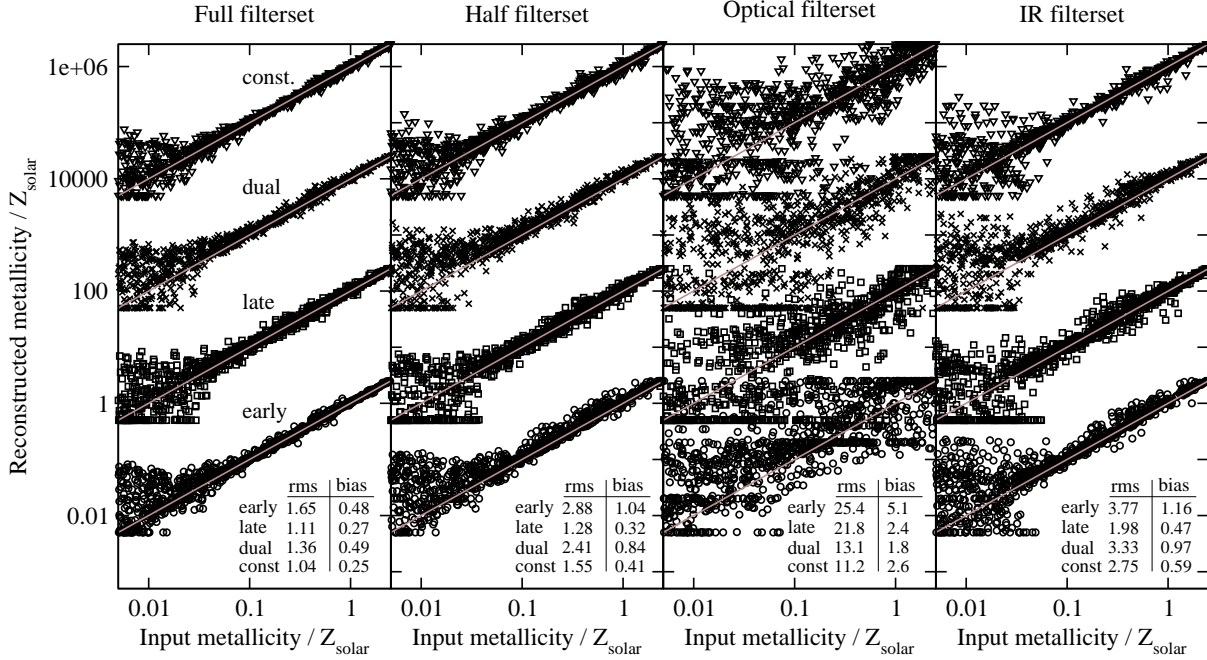 Full filterset
Half filterset
Optical filterset
IR filterset
Reconstructed metallicity / Z_solar
1e+06
10000
100
1
0.01
const.
dual
late
early
rms bias
early 1.65 0.48
late 1.11 0.27
dual 1.36 0.49
const 1.04 0.25
rms bias
early 2.88 1.04
late 1.28 0.32
dual 2.41 0.84
const 1.55 0.41
rms bias
early 25.4 5.1
late 21.8 2.4
dual 13.1 1.8
const 11.2 2.6
rms bias
early 3.77 1.16
late 1.98 0.47
dual 3.33 0.97
const 2.75 0.59
0.01 0.1 1
0.01 0.1 1
0.01 0.1 1
0.01 0.1 1
Input metallicity / Z_solar
Input metallicity / Z_solar
Input metallicity / Z_solar
Input metallicity / Z_solar